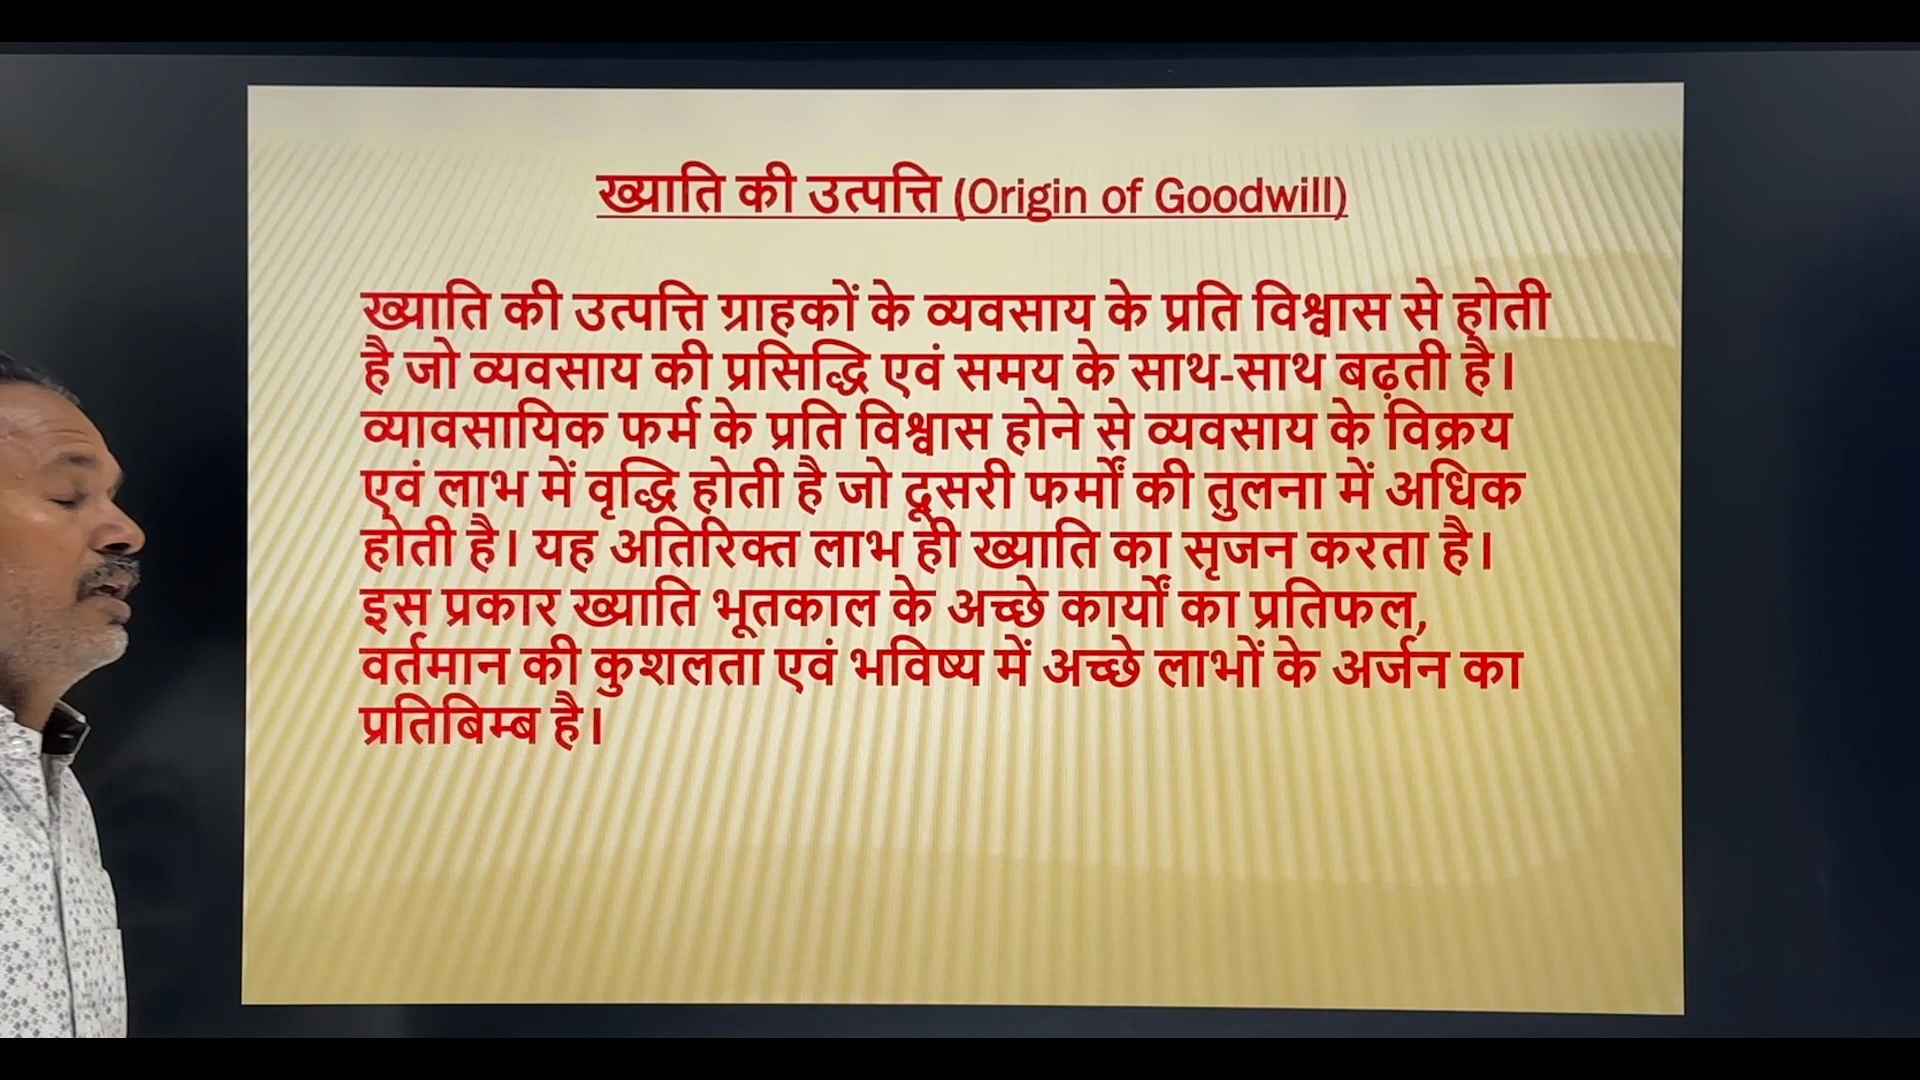 ख्याति की उत्पत्ति (Origin of Goodwill)
ख्याति की उत्पत्ति ग्राहकों के व्यवसाय के प्रति विश्वास से होती
है जो व्यवसाय की प्रसिद्धि एवं समय के साथ-साथ बढ़ती है।
व्यावसायिक फर्म के प्रति विश्वास होने से व्यवसाय के विक्रय
एवं लाभ में वृद्धि होती है जो दूसरी फर्मों की तुलना में अधिक
होती है। यह अतिरिक्त लाभ ही ख्याति का सृजन करता है।
इस प्रकार ख्याति भूतकाल के अच्छे कार्यों का प्रतिफल,
वर्तमान की कुशलता एवं भविष्य में अच्छे लाभों के अर्जन का
प्रतिबिम्ब है।